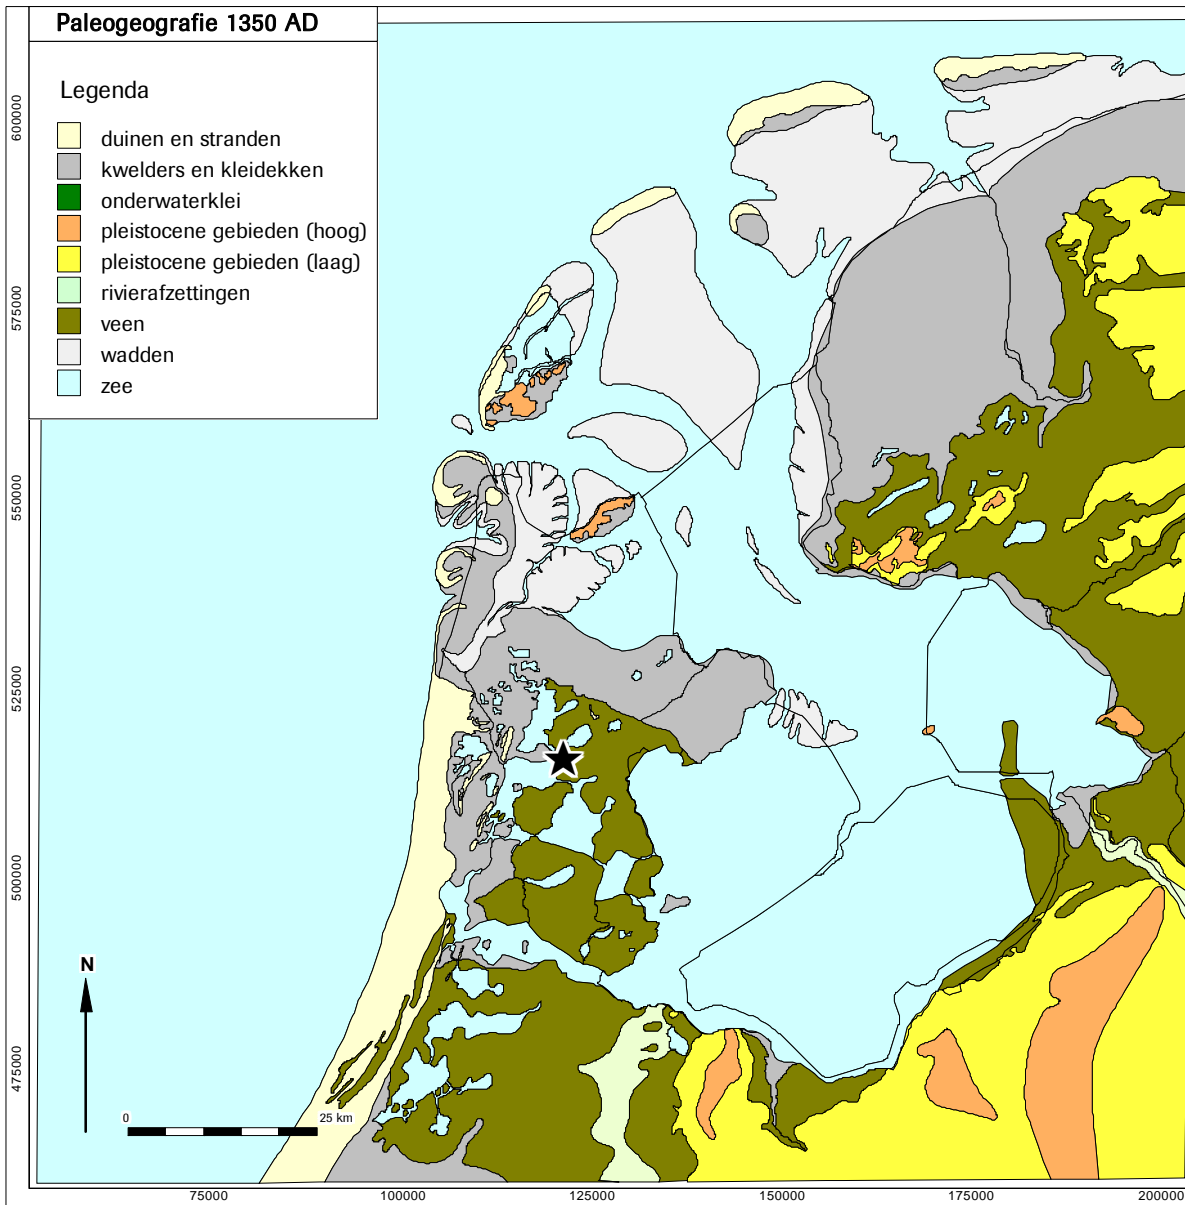 Paleogeografie 1350 AD
Legenda
duinen en stranden
kwelders en kleidekken
onderwaterklei
pleistocene gebieden (hoog)
pleistocene gebieden (laag)
rivierafzettingen
veen
wadden
zee
600000
575000
550000
525000
500000
475000
N
0 25 km
75000 100000 125000 150000 175000 200000